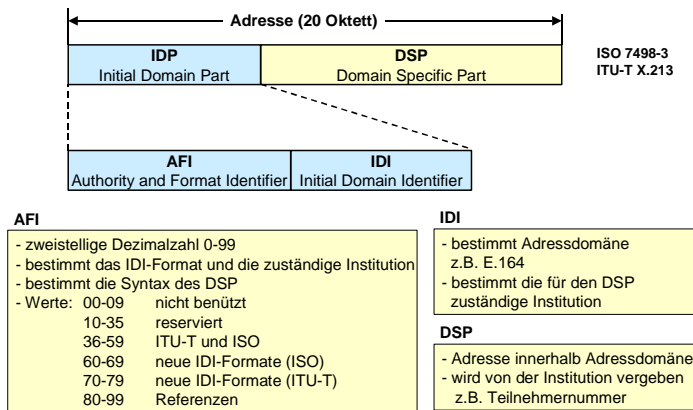 Adresse (20 Oktett)
IDP
Initial Domain Part
DSP
Domain Specific Part
ISO 7498-3
ITU-T X.213
AFI
Authority and Format Identifier
IDI
Initial Domain Identifier
AFI
- zweistellige Dezimalzahl 0-99
- bestimmt das IDI-Format und die zuständige Institution
- bestimmt die Syntax des DSP
- Werte: 00-09 nicht benützt
10-35 reserviert
36-59 ITU-T und ISO
60-69 neue IDI-Formate (ISO)
70-79 neue IDI-Formate (ITU-T)
80-99 Referenzen
IDI
- bestimmt Adressdomäne
z.B. E.164
- bestimmt die für den DSP
zuständige Institution
DSP
- Adresse innerhalb Adressdomäne
- wird von der Institution vergeben
z.B. Teilnehmernummer